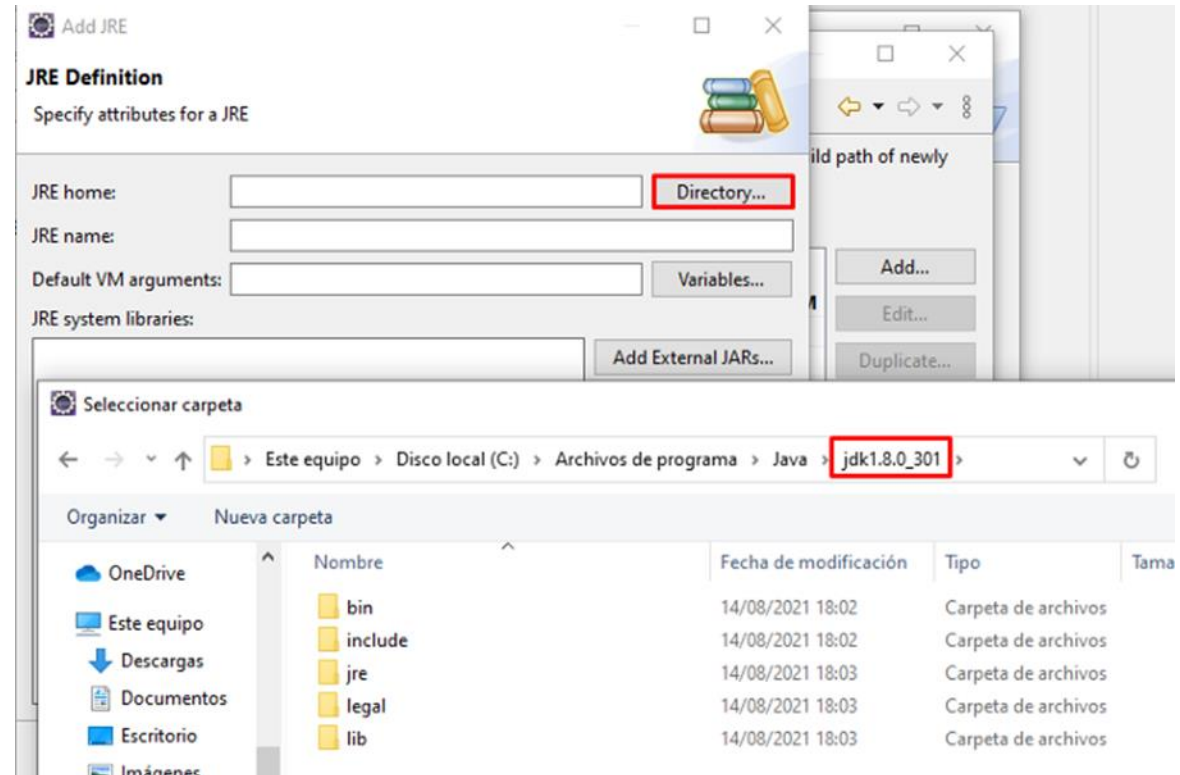 Add JRE
JRE Definition
Specify attributes for a JRE
ild path of newly
JRE home: Directory...
JRE name:
Default VM arguments: Variables...
Add...
JRE system libraries:
Edit...
Add External JARs...
Duplicate...
Seleccionar carpeta
Este equipo > Disco local (C:) > Archivos de programa > Java > jdk1.8.0_301 >
Organizar Nueva carpeta
Nombre Fecha de modificación Tipo Tama
OneDrive
Este equipo
Descargas
Documentos
Escritorio
Imágenes
bin 14/08/2021 18:02 Carpeta de archivos
include 14/08/2021 18:02 Carpeta de archivos
jre 14/08/2021 18:03 Carpeta de archivos
legal 14/08/2021 18:03 Carpeta de archivos
lib 14/08/2021 18:03 Carpeta de archivos